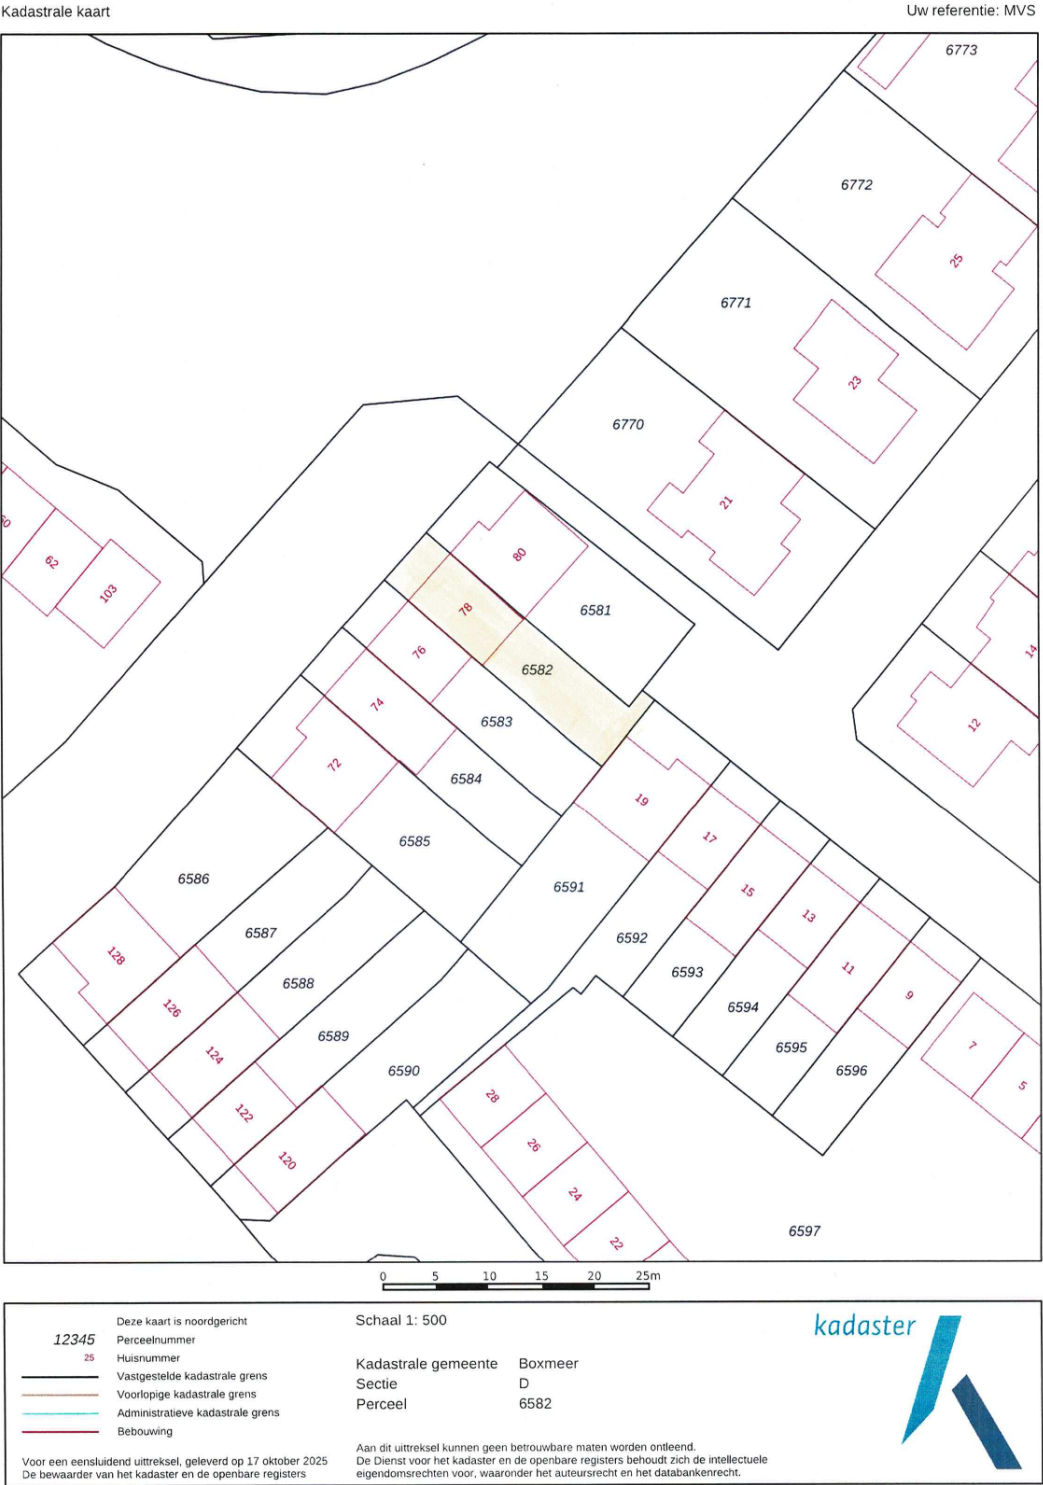 Kadastrale kaart
Uw referentie: MVS
6773
6772
25
6771
23
6770
21
60
62
103
80
78
6581
76
6582
74
6583
72
6584
6585
14
12
19
17
15
13
11
9
7
5
6586
6591
6587
6592
128
6588
6593
126
6594
6589
124
6595
6590
6596
122
28
120
26
24
22
6597
0 5 10 15 20 25m
Deze kaart is noordgericht
12345 Perceelnummer
25 Huisnummer
Vastgestelde kadastrale grens
Voorlopige kadastrale grens
Administratieve kadastrale grens
Bebouwing
Voor een eensluidend uittreksel, geleverd op 17 oktober 2025
De bewaarder van het kadaster en de openbare registers
Schaal 1: 500
Kadastrale gemeente Boxmeer
Sectie D
Perceel 6582
Aan dit uittreksel kunnen geen betrouwbare maten worden ontleend.
De Dienst voor het kadaster en de openbare registers behoudt zich de intellectuele
eigendomsrechten voor, waaronder het auteursrecht en het databankenrecht.
kadaster